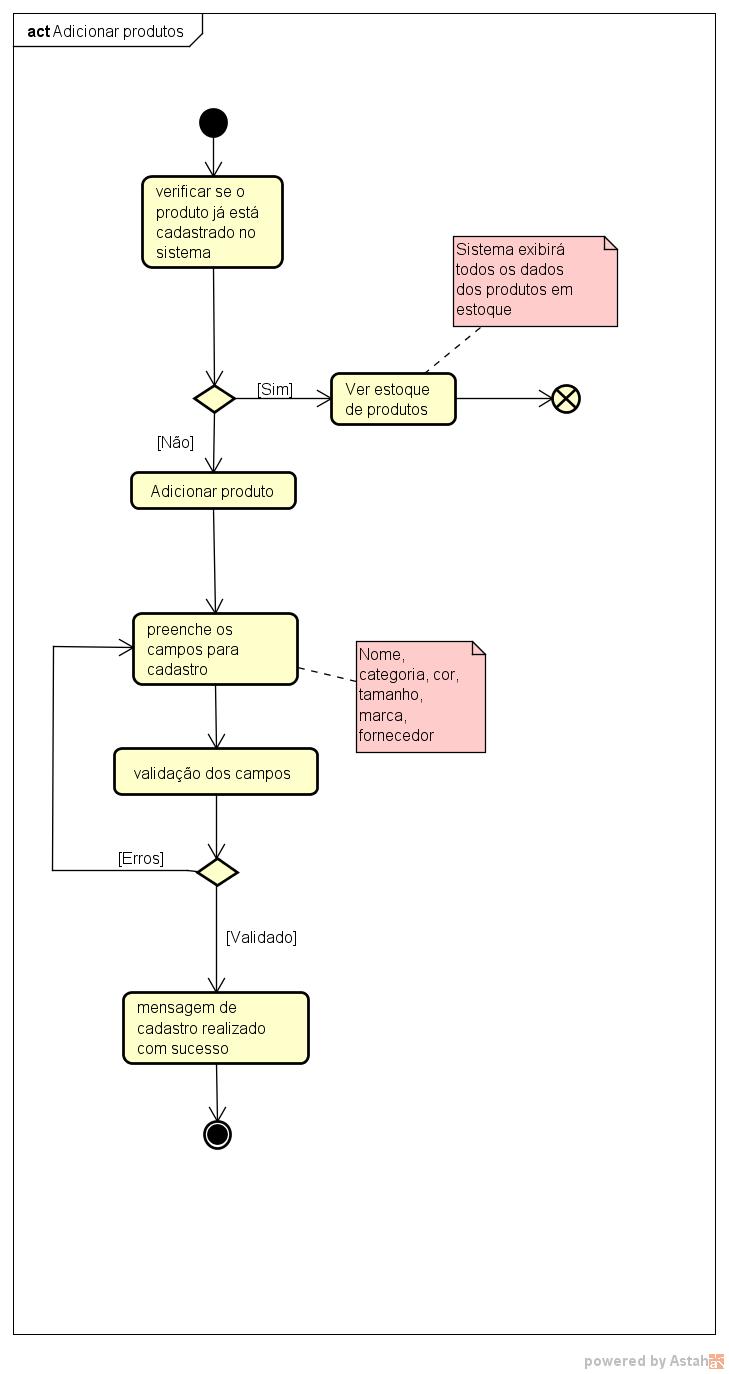 act Adicionar produtos
verificar se o
produto já está
cadastrado no
sistema
Sistema exibirá
todos os dados
dos produtos em
estoque
[Sim]
Ver estoque
de produtos
[Não]
Adicionar produto
preenche os
campos para
cadastro
Nome,
categoria, cor,
tamanho,
marca,
fornecedor
validação dos campos
[Erros]
[Validado]
mensagem de
cadastro realizado
com sucesso
powered by Astah